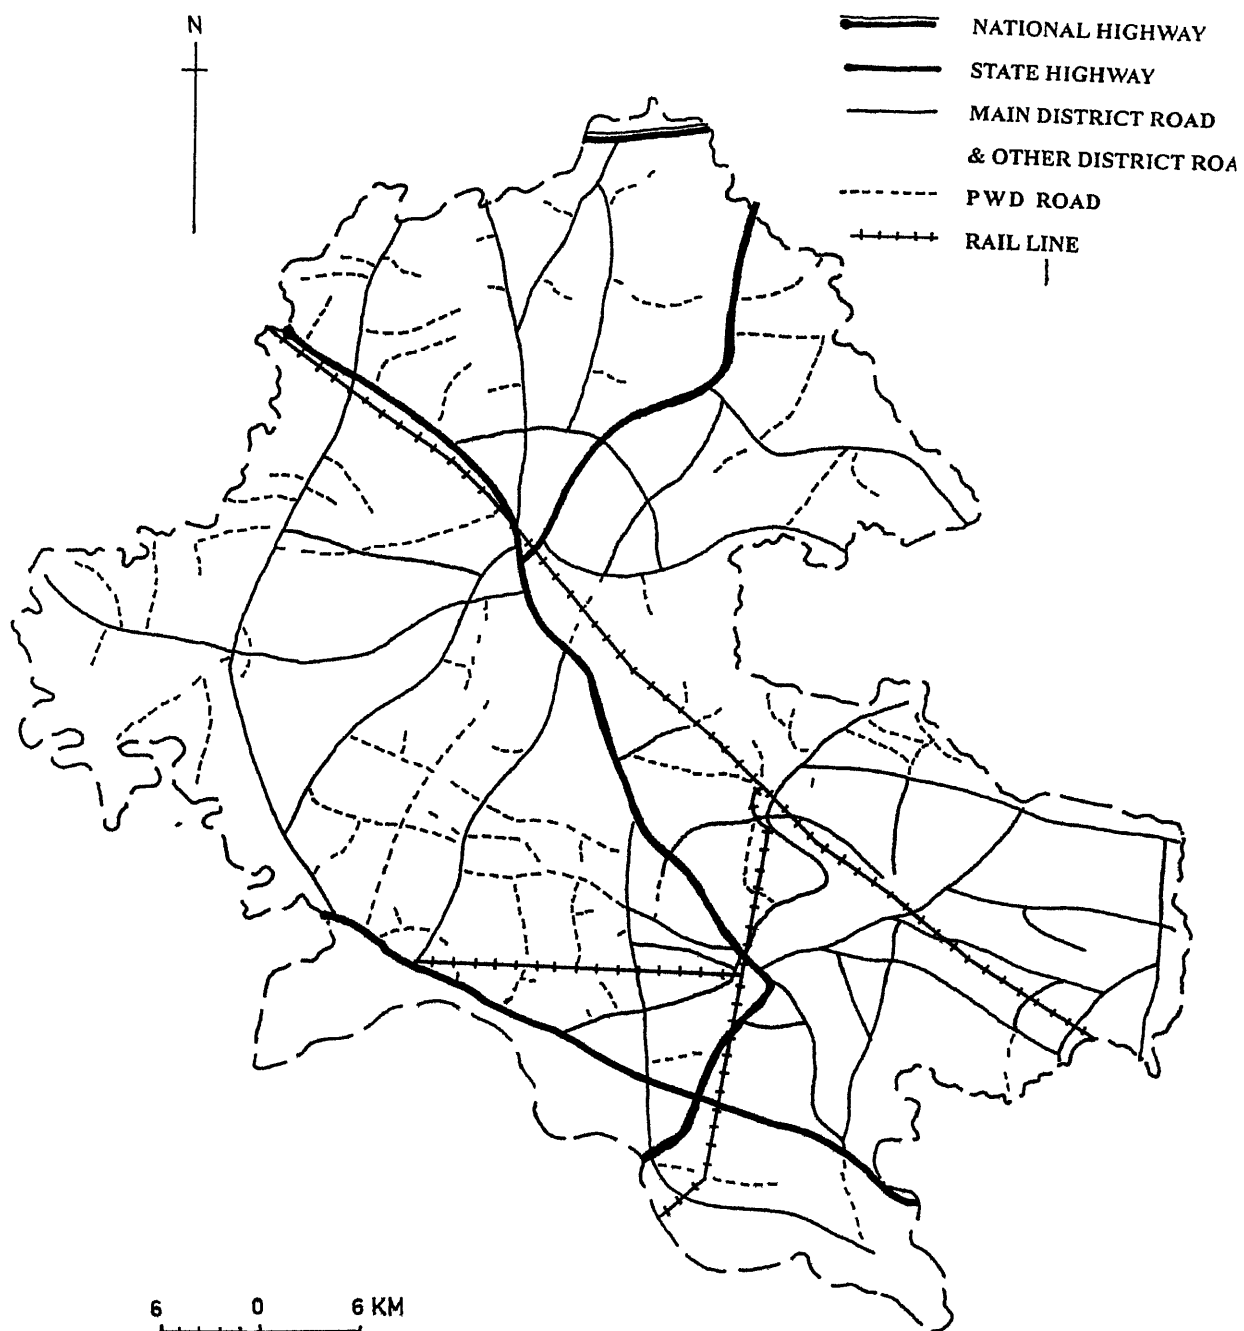 N
NATIONAL HIGHWAY
STATE HIGHWAY
MAIN DISTRICT ROAD
& OTHER DISTRICT ROA
PWD ROAD
RAIL LINE
6 0 6 KM